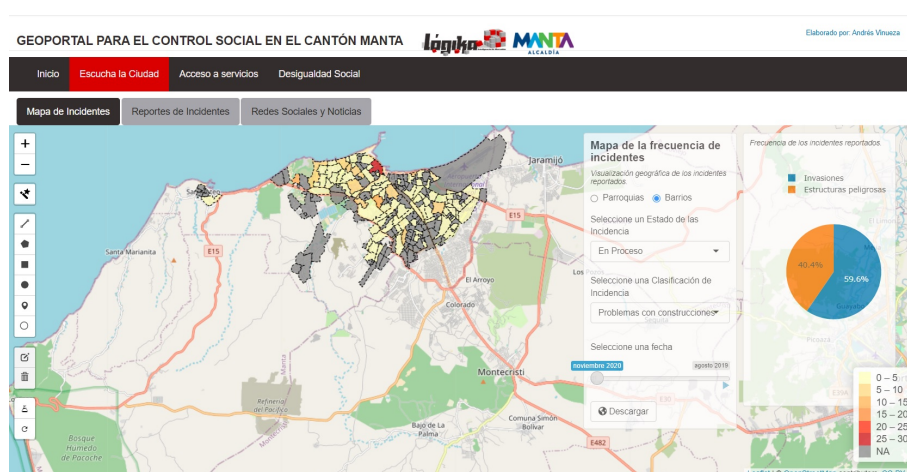 GEOPORTAL PARA EL CONTROL SOCIAL EN EL CANTÓN MANTA
lógika
MANTA
ALCALDÍA
Elaborado por: Andrés Vinueza
Inicio
Escucha la Ciudad
Acceso a servicios
Desigualdad Social
Mapa de Incidentes
Reportes de Incidentes
Redes Sociales y Noticias
Mapa de la frecuencia de
incidentes
Visualización geográfica de los incidentes
reportados.
Parroquias
Barrios
Seleccione un Estado de las
Incidencia
En Proceso
Seleccione una Clasificación de
Incidencia
Problemas con construcciones
Seleccione una fecha
noviembre 2020
agosto 2019
Descargar
Frecuencia de los incidentes reportados.
Invasiones
Estructuras peligrosas
40.4%
59.6%
0 – 5
5 – 10
10 – 15
15 – 20
20 – 25
25 – 30
NA
Jaramijó
Santa Marianita
E15
E15
El Arroyo
Colorado
Montecristi
Refinería
del Pacífico
Bajo de La
Palma
Comuna Simón
Bolívar
E482
E30
E39A
Bosque
Humedo
de Pacoche